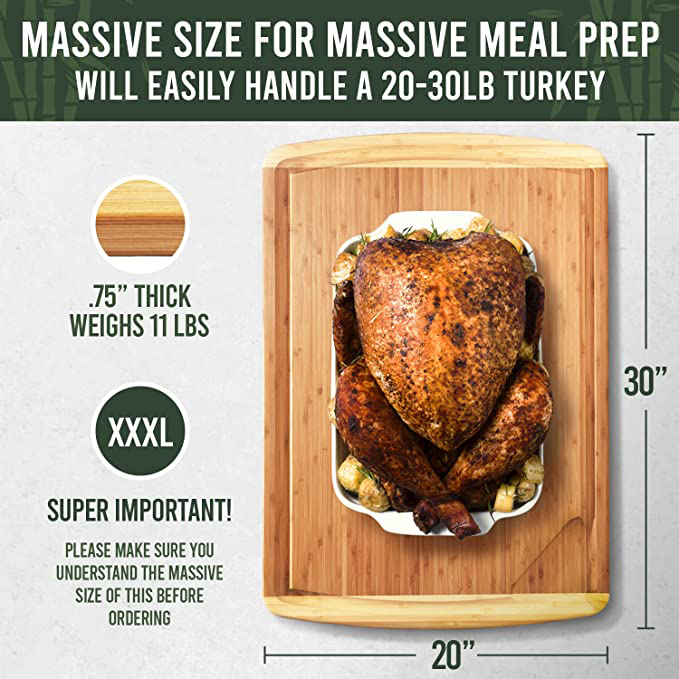 MASSIVE SIZE FOR MASSIVE MEAL PREP
WILL EASILY HANDLE A 20-30LB TURKEY
.75” THICK
WEIGHS 11 LBS
XXXL
SUPER IMPORTANT!
PLEASE MAKE SURE YOU
UNDERSTAND THE MASSIVE
SIZE OF THIS BEFORE
ORDERING
30”
20”